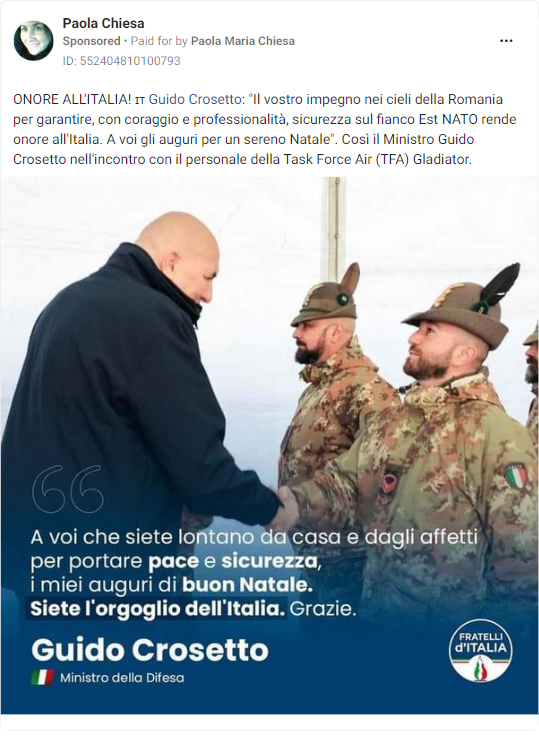 Paola Chiesa
Sponsored • Paid for by Paola Maria Chiesa
ID: 552404810100793
ONORE ALL'ITALIA! IT Guido Crosetto: "Il vostro impegno nei cieli della Romania
per garantire, con coraggio e professionalità, sicurezza sul fianco Est NATO rende
onore all'Italia. A voi gli auguri per un sereno Natale". Così il Ministro Guido
Crosetto nell'incontro con il personale della Task Force Air (TFA) Gladiator.
A voi che siete lontano da casa e dagli affetti
per portare pace e sicurezza,
i miei auguri di buon Natale.
Siete l'orgoglio dell'Italia. Grazie.
Guido Crosetto
Ministro della Difesa
FRATELLI
d'ITALIA